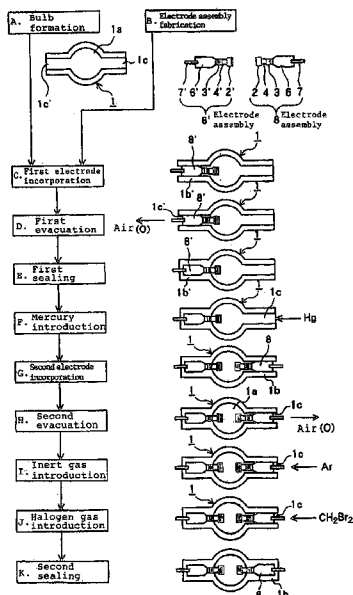 A. Bulb formation
B. Electrode assembly fabrication
1a
1c
1c'
1
7' 6' 3' 4' 2'
2 4 3 6 7
8' Electrode assembly
8 Electrode assembly
C. First electrode incorporation
1
8'
1b'
D. First evacuation
Air(O)
1c'
8'
1
E. First sealing
8'
1
1b'
F. Mercury introduction
1
1c
Hg
G. Second electrode incorporation
1
8
1b
H. Second evacuation
1
1a
1c
Air(O)
I. Inert gas introduction
1
1c
Ar
J. Halogen gas introduction
1
1c
CH2Br2
K. Second sealing
8
1b